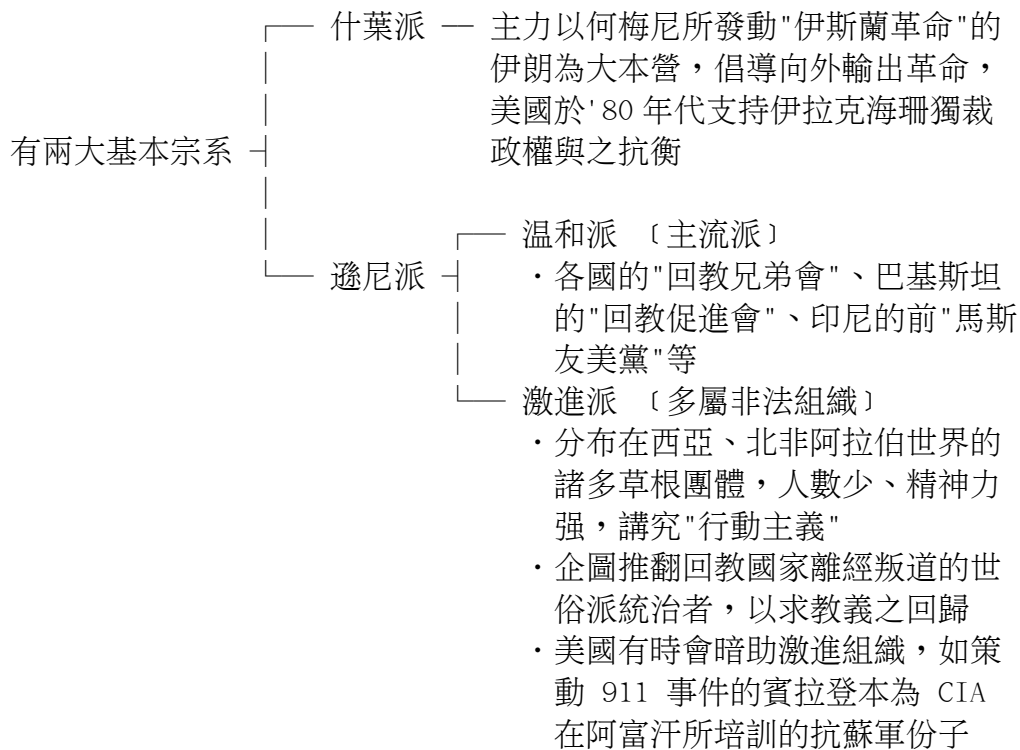 什葉派 — 主力以何梅尼所發動"伊斯蘭革命"的
伊朗為大本營，倡導向外輸出革命，
美國於'80 年代支持伊拉克海珊獨裁
有兩大基本宗系
政權與之抗衡
温和派 〔主流派〕
遜尼派
·各國的"回教兄弟會"、巴基斯坦
的"回教促進會"、印尼的前"馬斯
友美黨"等
激進派 〔多屬非法組織〕
·分布在西亞、北非阿拉伯世界的
諸多草根團體，人數少、精神力
强，講究"行動主義"
·企圖推翻回教國家離經叛道的世
俗派統治者，以求教義之回歸
·美國有時會暗助激進組織，如策
動 911 事件的賓拉登本為 CIA
在阿富汗所培訓的抗蘇軍份子